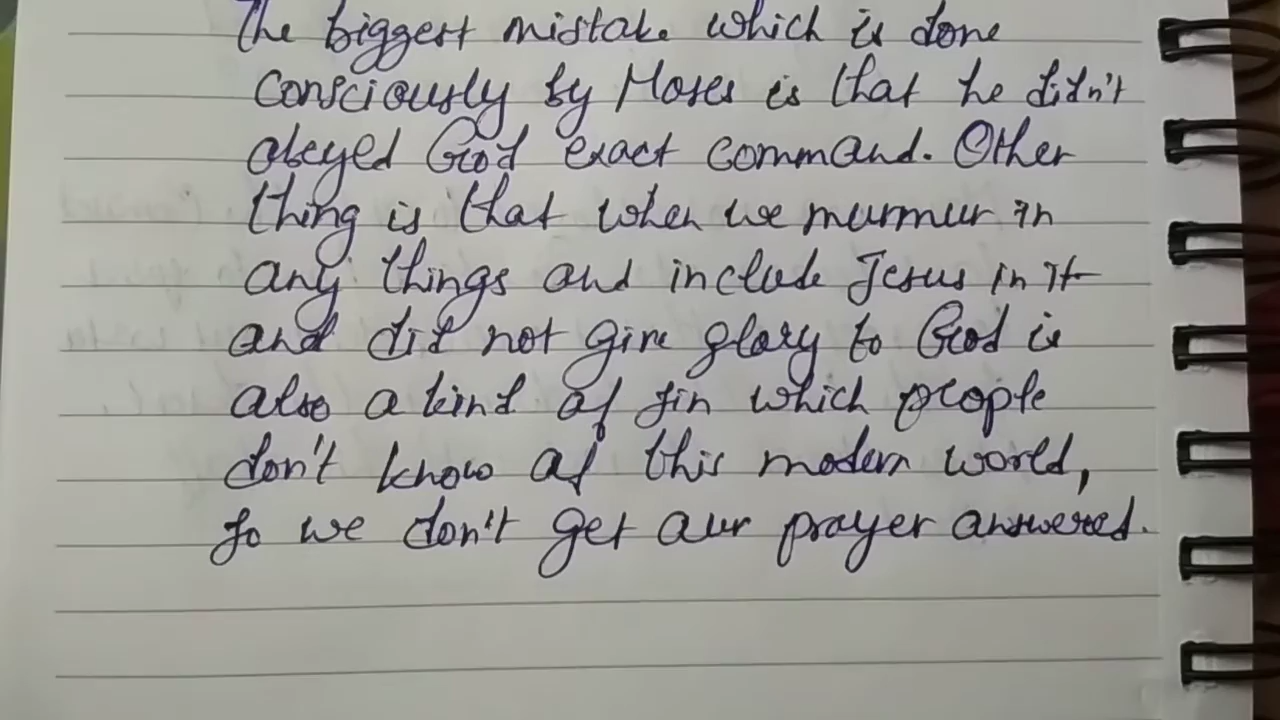 The biggest mistake which is done
consciously by Moses is that he didn't
obeyed God exact command. Other
thing is that when we murmur in
any things and include Jesus in it
and did not give glory to God is
also a kind of sin which people
don't know of this modern world,
so we don't get our prayer answered.